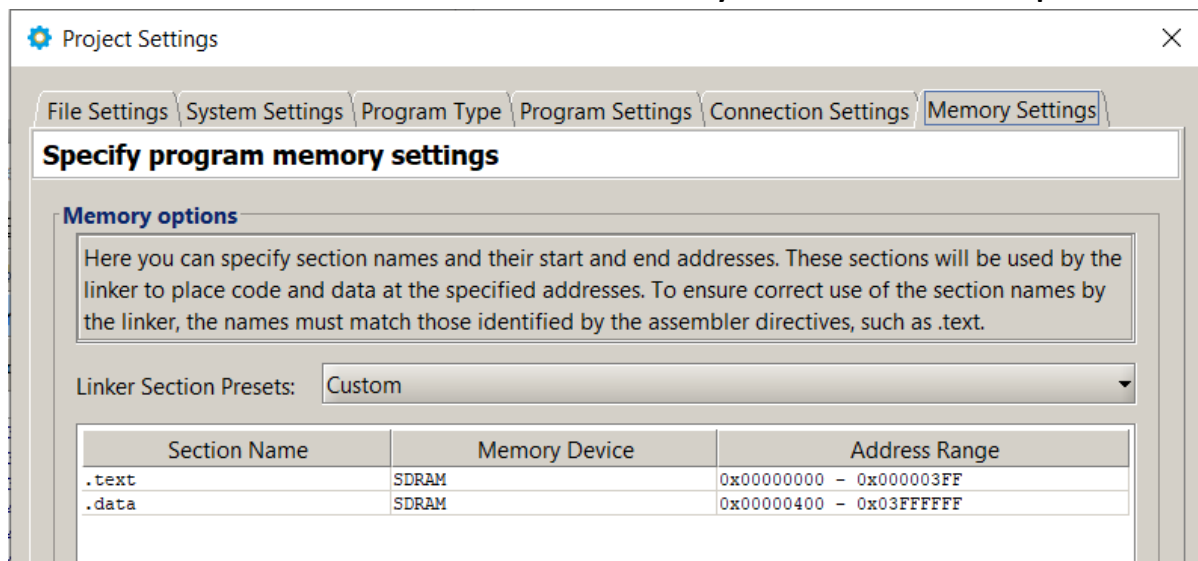 Project Settings
File Settings System Settings Program Type Program Settings Connection Settings Memory Settings
Specify program memory settings
Memory options
Here you can specify section names and their start and end addresses. These sections will be used by the
linker to place code and data at the specified addresses. To ensure correct use of the section names by
the linker, the names must match those identified by the assembler directives, such as .text.
Linker Section Presets: Custom
Section Name Memory Device Address Range
.text SDRAM 0x00000000 - 0x000003FF
.data SDRAM 0x00000400 - 0x03FFFFFF